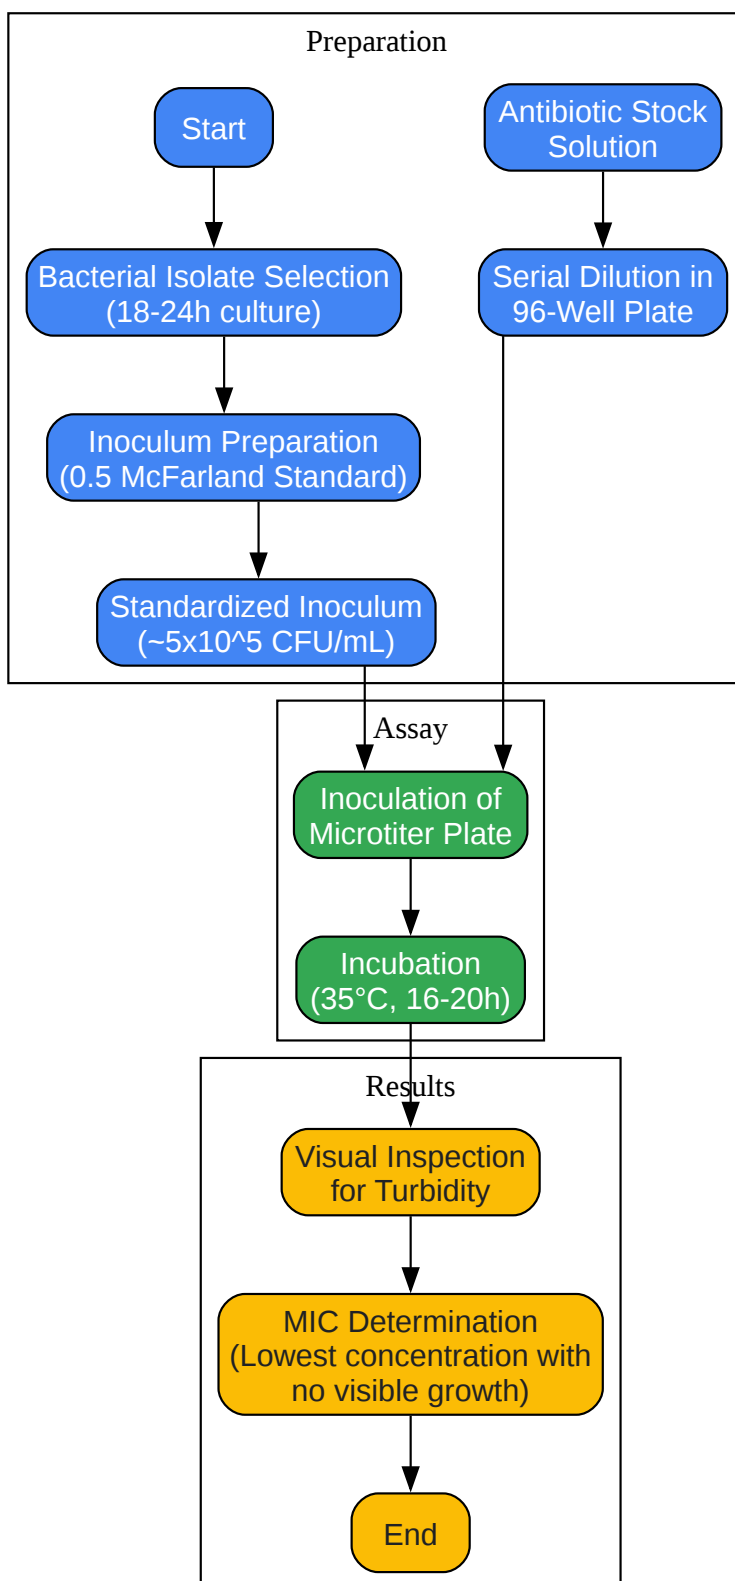 Preparation
Start
Antibiotic Stock
Solution
Bacterial Isolate Selection
(18-24h culture)
Serial Dilution in
96-Well Plate
Inoculum Preparation
(0.5 McFarland Standard)
Standardized Inoculum
(~5x10^5 CFU/mL)
Assay
Inoculation of
Microtiter Plate
Incubation
(35°C, 16-20h)
Results
Visual Inspection
for Turbidity
MIC Determination
(Lowest concentration with
no visible growth)
End